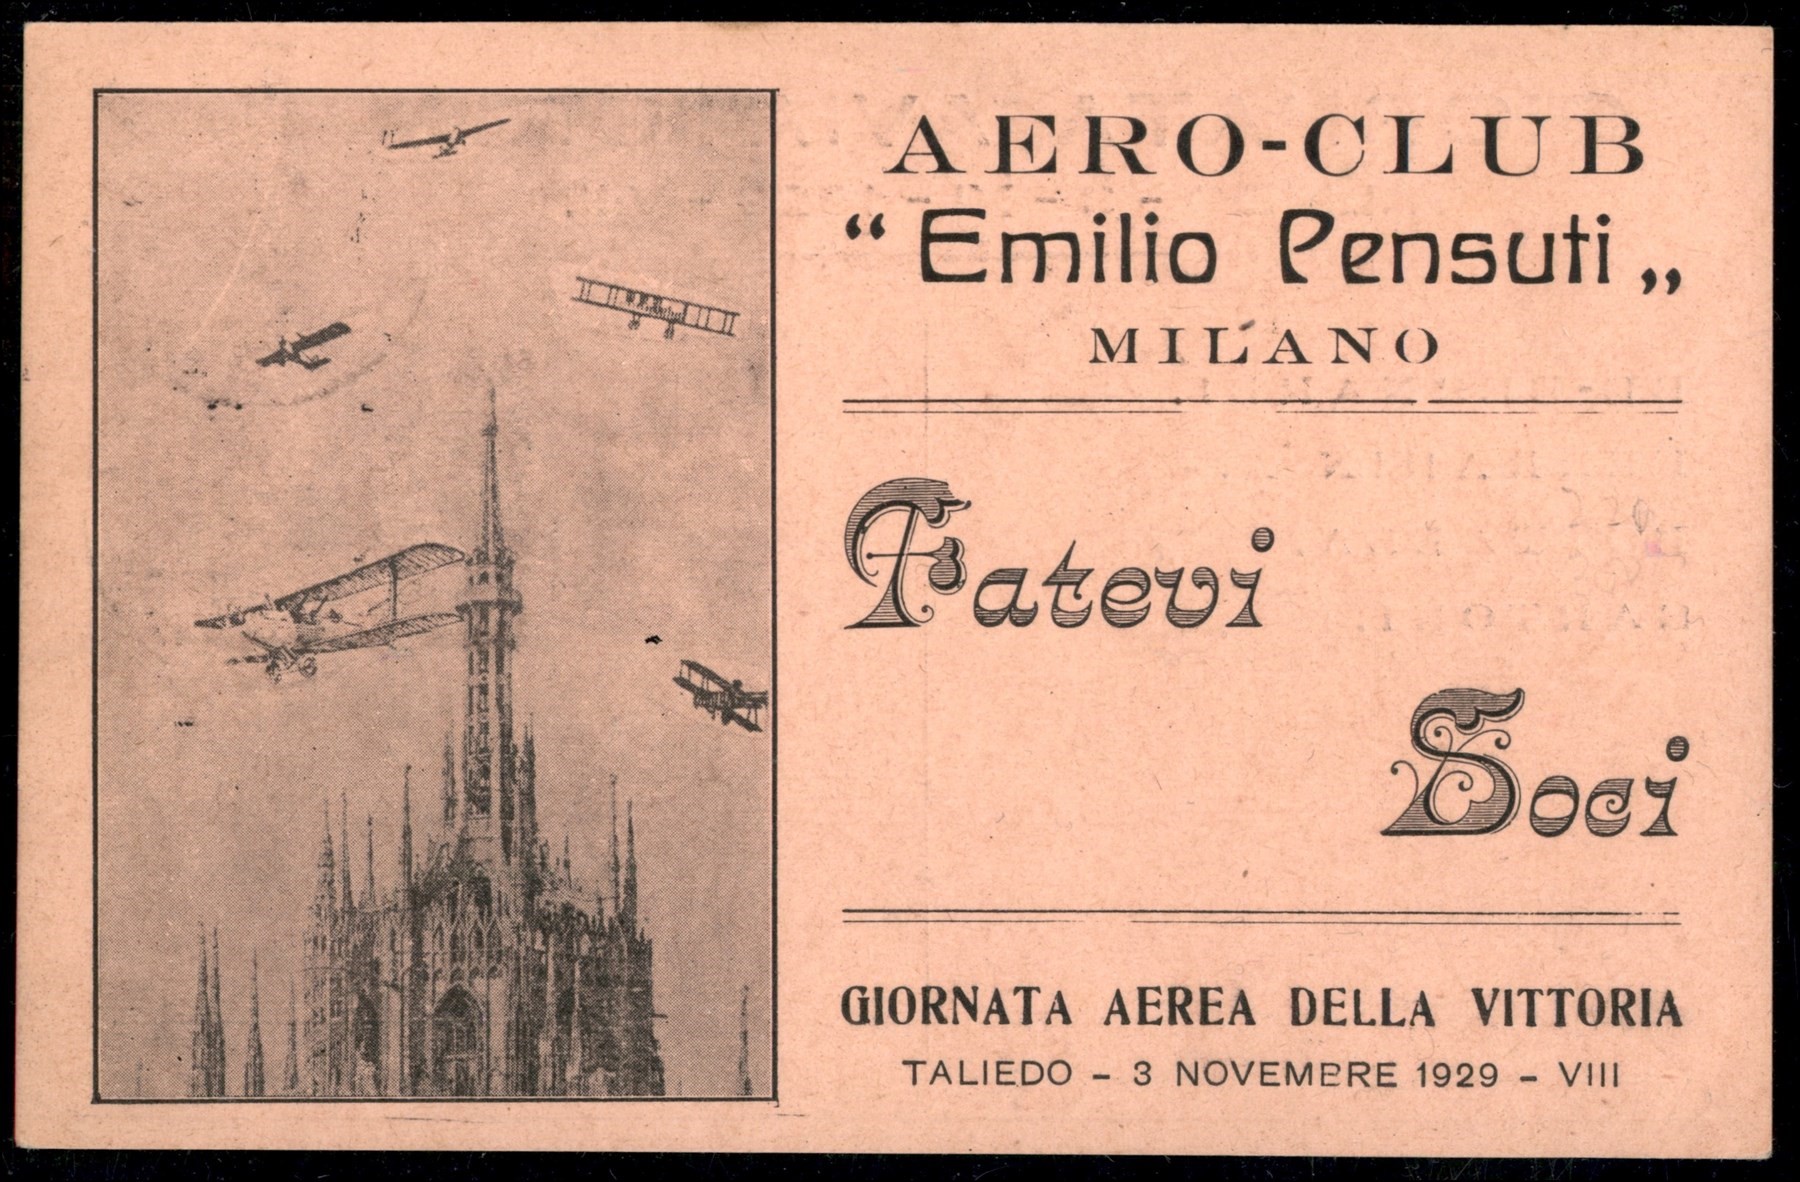 AERO-CLUB
“ Emilio Pensuti „
MILANO
Fatevi
Soci
GIORNATA AEREA DELLA VITTORIA
TALIEDO - 3 NOVEMBRE 1929 - VIII